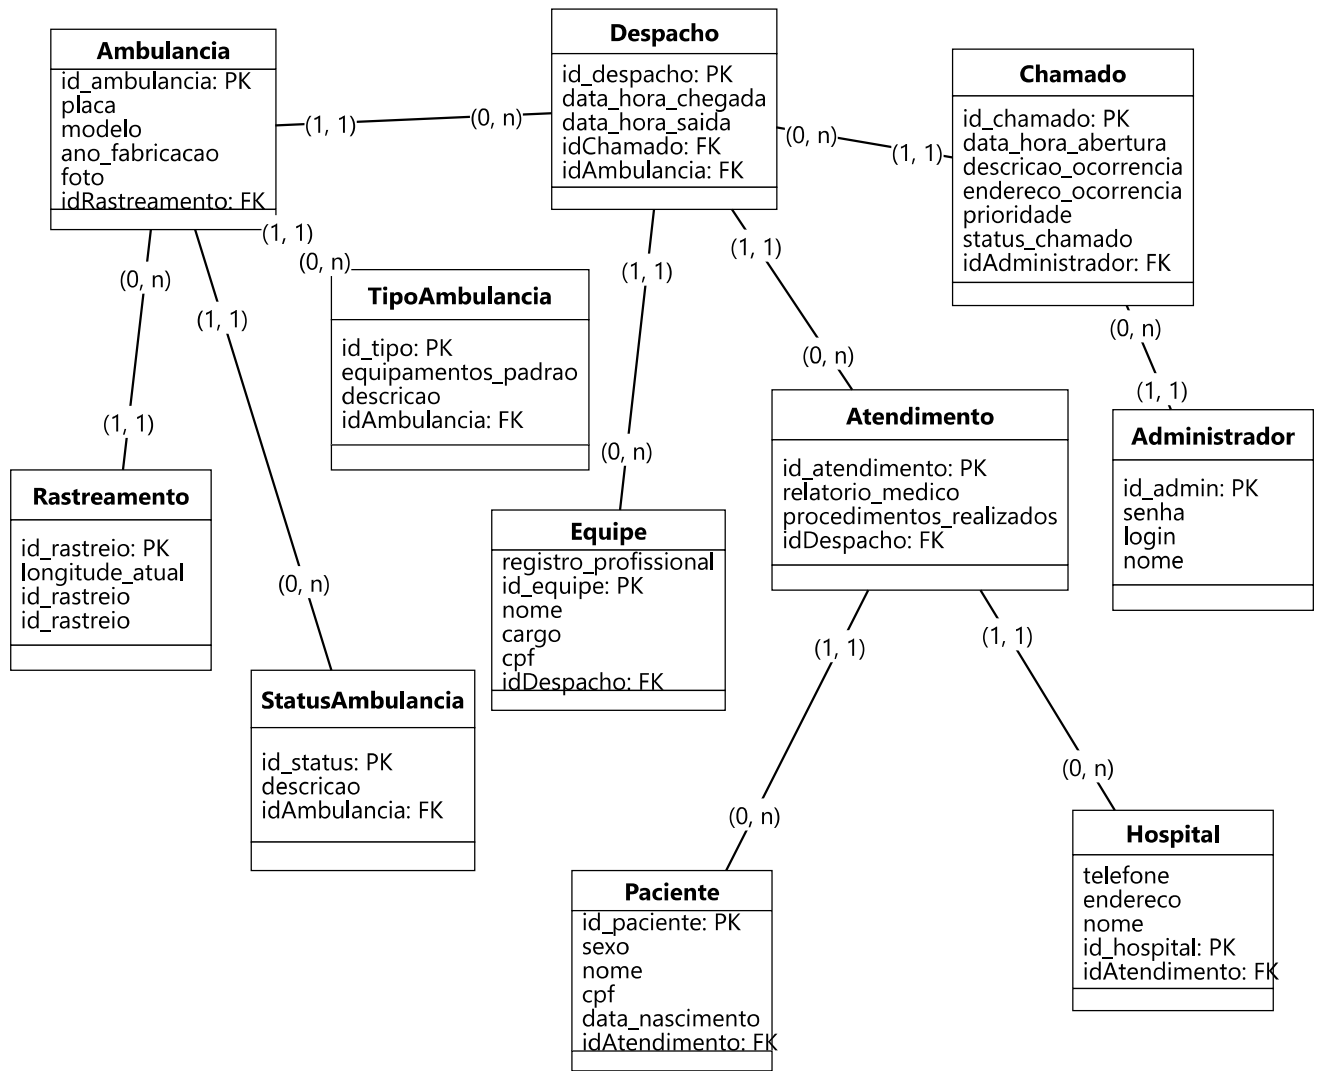 Ambulancia
id_ambulancia: PK
placa
modelo
ano_fabricacao
foto
idRastreamento: FK
Despacho
id_despacho: PK
data_hora_chegada
data_hora_saida
idChamado: FK
idAmbulancia: FK
Chamado
id_chamado: PK
data_hora_abertura
descricao_ocorrencia
endereco_ocorrencia
prioridade
status_chamado
idAdministrador: FK
(1, 1)
(0, n)
(0, n)
(1, 1)
(1, 1)
(0, n)
(0, n)
(1, 1)
(1, 1)
(0, n)
(1, 1)
(0, n)
(1, 1)
(0, n)
(0, n)
(1, 1)
TipoAmbulancia
id_tipo: PK
equipamentos_padrao
descricao
idAmbulancia: FK
Atendimento
id_atendimento: PK
relatorio_medico
procedimentos_realizados
idDespacho: FK
Administrador
id_admin: PK
senha
login
nome
Rastreamento
id_rastreio: PK
longitude_atual
id_rastreio
id_rastreio
Equipe
registro_profissional
id_equipe: PK
nome
cargo
cpf
idDespacho: FK
(1, 1)
(0, n)
(1, 1)
(0, n)
StatusAmbulancia
id_status: PK
descricao
idAmbulancia: FK
Paciente
id_paciente: PK
sexo
nome
cpf
data_nascimento
idAtendimento: FK
Hospital
telefone
endereco
nome
id_hospital: PK
idAtendimento: FK